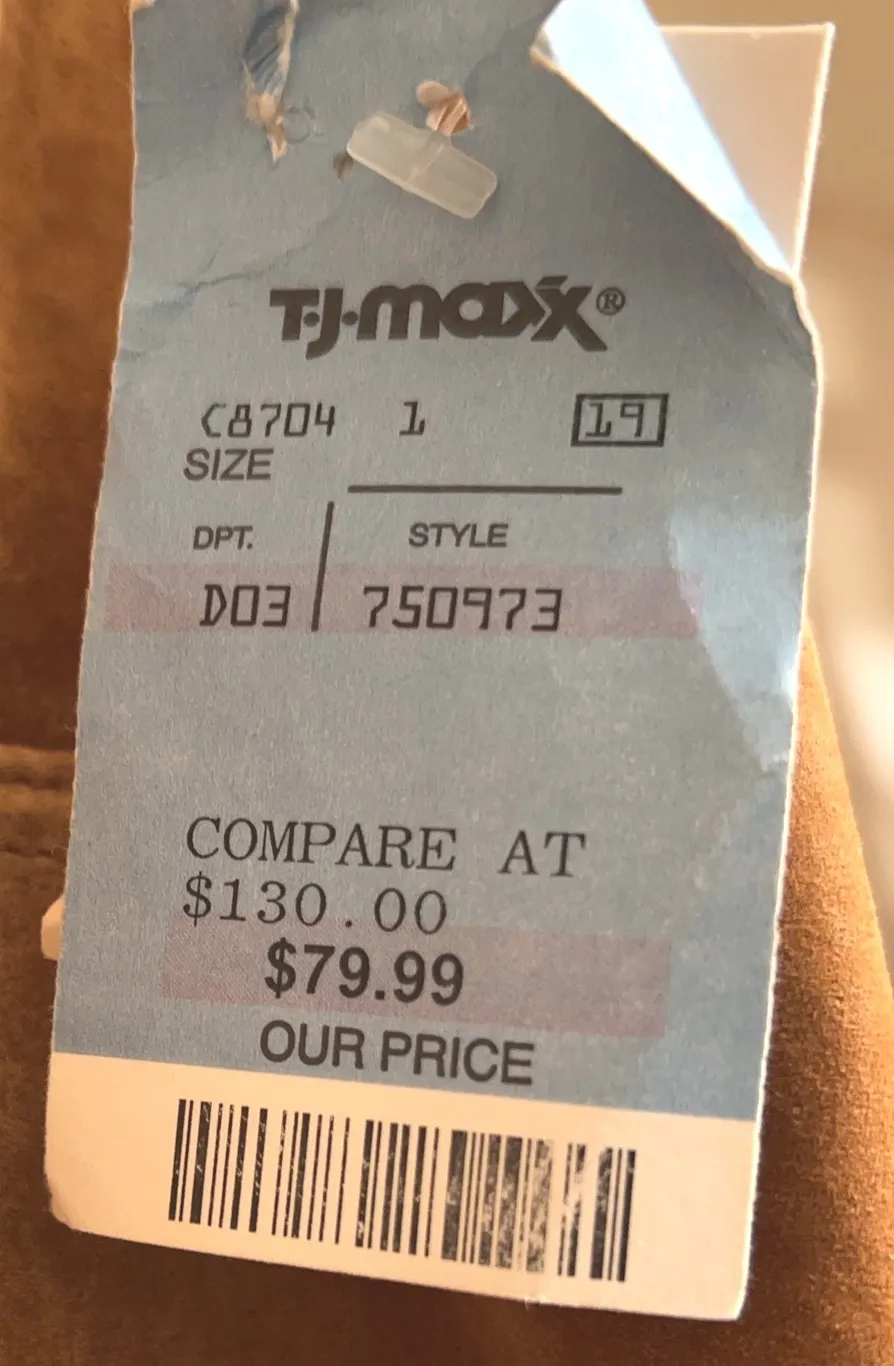 T·J·maxx®
C8704 1 19
SIZE
DPT. STYLE
D03 750973
COMPARE AT
$130.00
$79.99
OUR PRICE